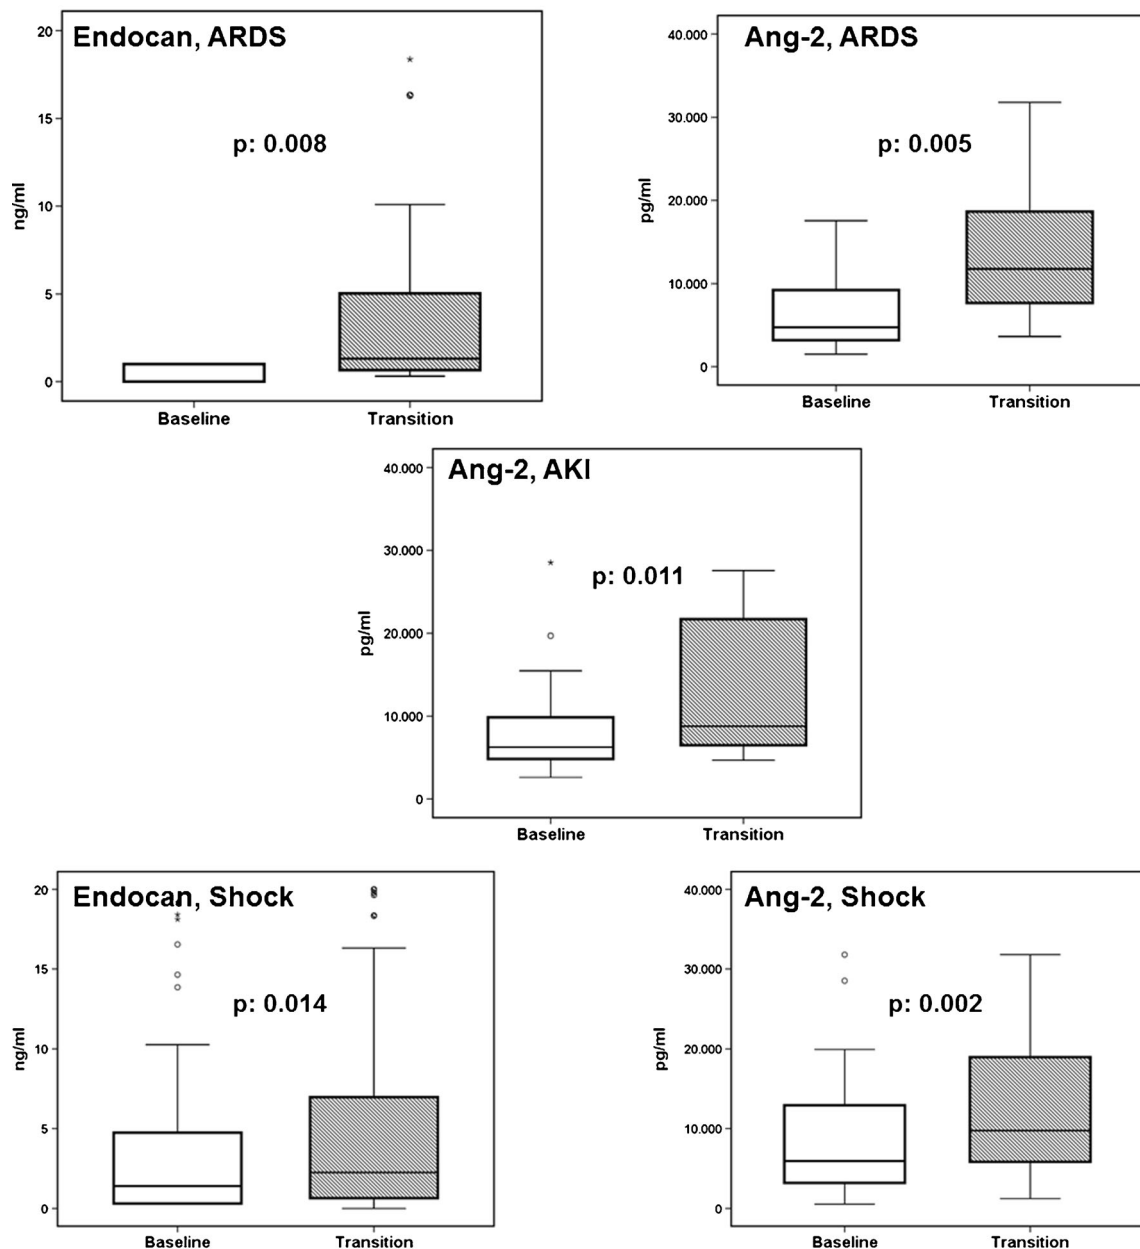 Endocan, ARDS
p: 0.008
ng/ml
20
15
10
5
0
Baseline Transition
Ang-2, ARDS
p: 0.005
pg/ml
40.000
30.000
20.000
10.000
0
Baseline Transition
Ang-2, AKI
p: 0.011
pg/ml
40.000
30.000
20.000
10.000
0
Baseline Transition
Endocan, Shock
p: 0.014
ng/ml
20
15
10
5
0
Baseline Transition
Ang-2, Shock
p: 0.002
pg/ml
40.000
30.000
20.000
10.000
0
Baseline Transition